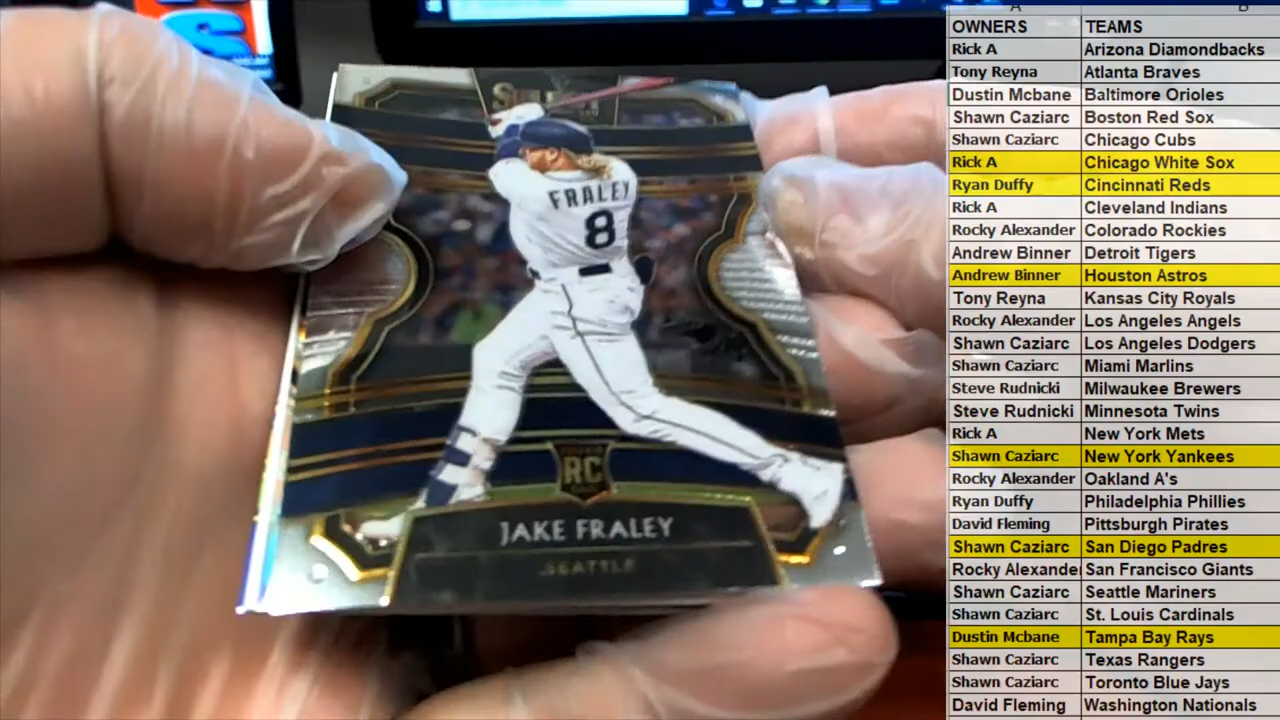 FRALEY
8
RC
JAKE FRALEY
SEATTLE
A B
OWNERS TEAMS
Rick A Arizona Diamondbacks
Tony Reyna Atlanta Braves
Dustin Mcbane Baltimore Orioles
Shawn Caziarc Boston Red Sox
Shawn Caziarc Chicago Cubs
Rick A Chicago White Sox
Ryan Duffy Cincinnati Reds
Rick A Cleveland Indians
Rocky Alexander Colorado Rockies
Andrew Binner Detroit Tigers
Andrew Binner Houston Astros
Tony Reyna Kansas City Royals
Rocky Alexander Los Angeles Angels
Shawn Caziarc Los Angeles Dodgers
Shawn Caziarc Miami Marlins
Steve Rudnicki Milwaukee Brewers
Steve Rudnicki Minnesota Twins
Rick A New York Mets
Shawn Caziarc New York Yankees
Rocky Alexander Oakland A's
Ryan Duffy Philadelphia Phillies
David Fleming Pittsburgh Pirates
Shawn Caziarc San Diego Padres
Rocky Alexander San Francisco Giants
Shawn Caziarc Seattle Mariners
Shawn Caziarc St. Louis Cardinals
Dustin Mcbane Tampa Bay Rays
Shawn Caziarc Texas Rangers
Shawn Caziarc Toronto Blue Jays
David Fleming Washington Nationals